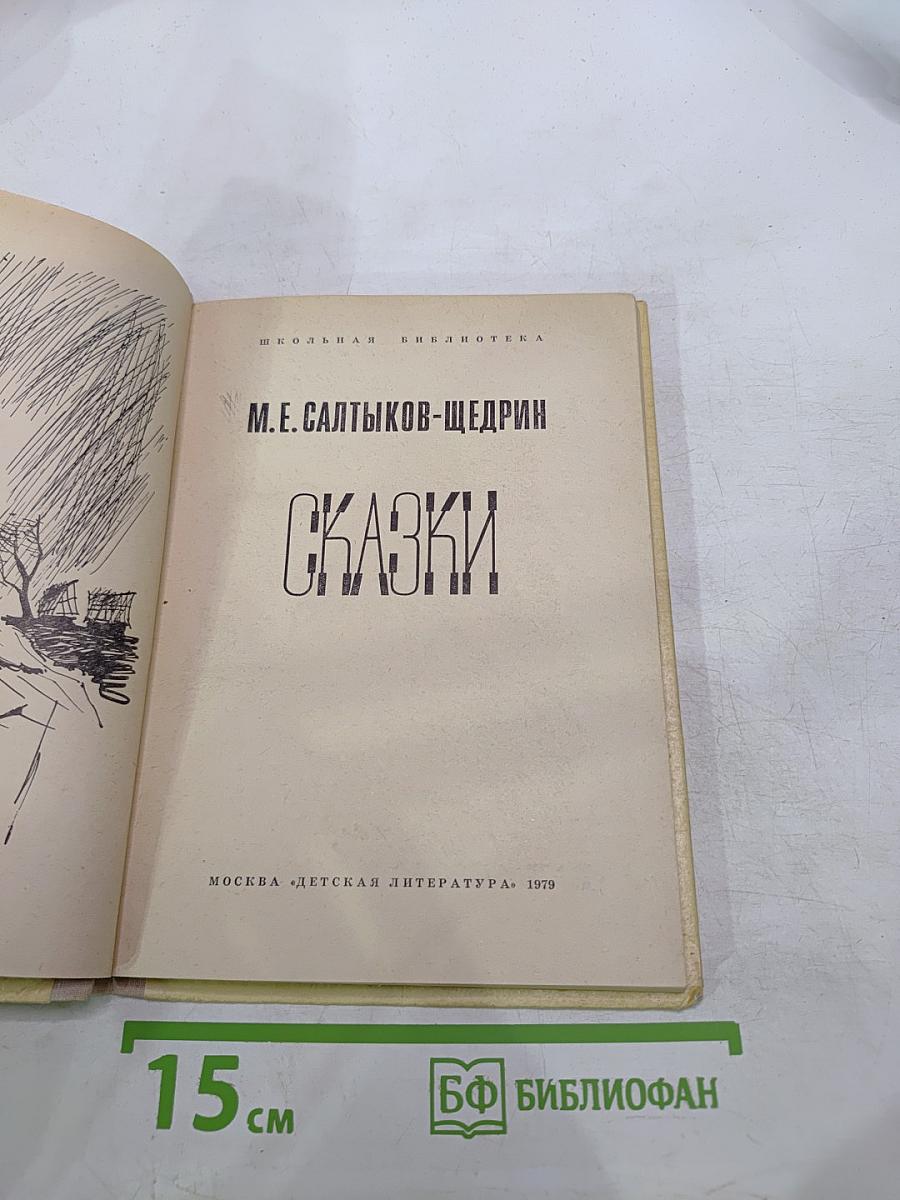 ШКОЛЬНАЯ БИБЛИОТЕКА
М. Е. САЛТЫКОВ-ЩЕДРИН
СКАЗКИ
МОСКВА «ДЕТСКАЯ ЛИТЕРАТУРА» 1979
15 см
БФ БИБЛИОФАН